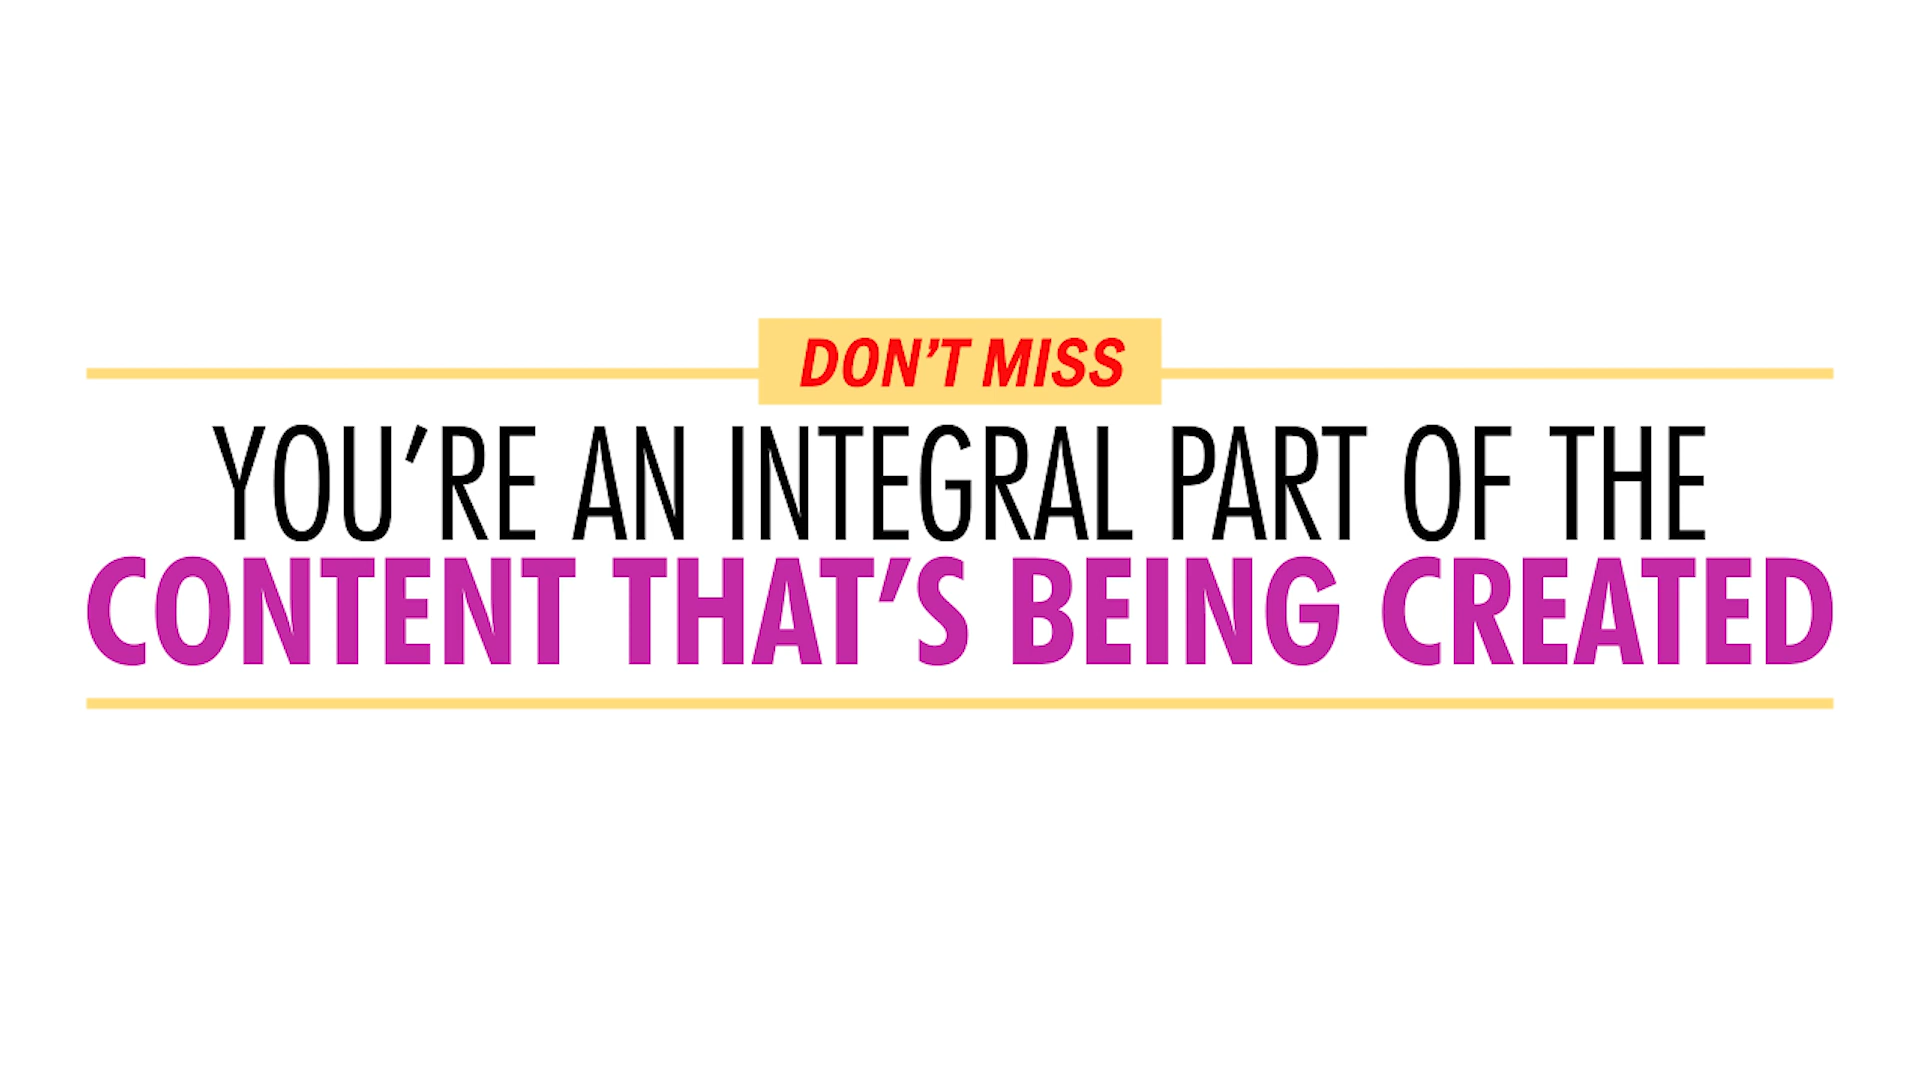 DON'T MISS
YOU'RE AN INTEGRAL PART OF THE
CONTENT THAT'S BEING CREATED